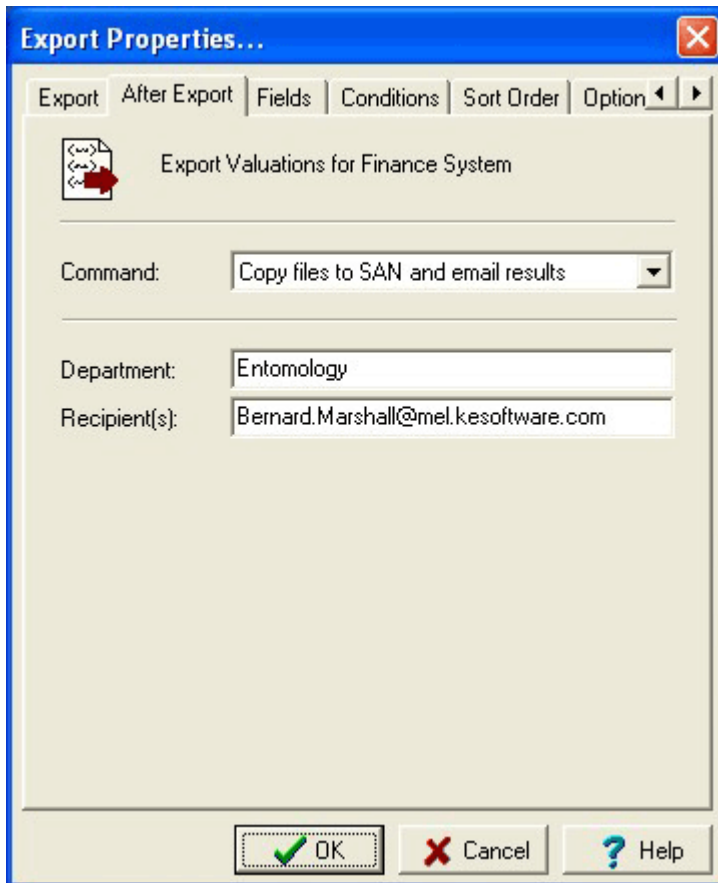 Export Properties...
Export After Export Fields Conditions Sort Order Option
Export Valuations for Finance System
Command: Copy files to SAN and email results
Department: Entomology
Recipient(s): Bernard.Marshall@mel.kesoftware.com
OK Cancel Help